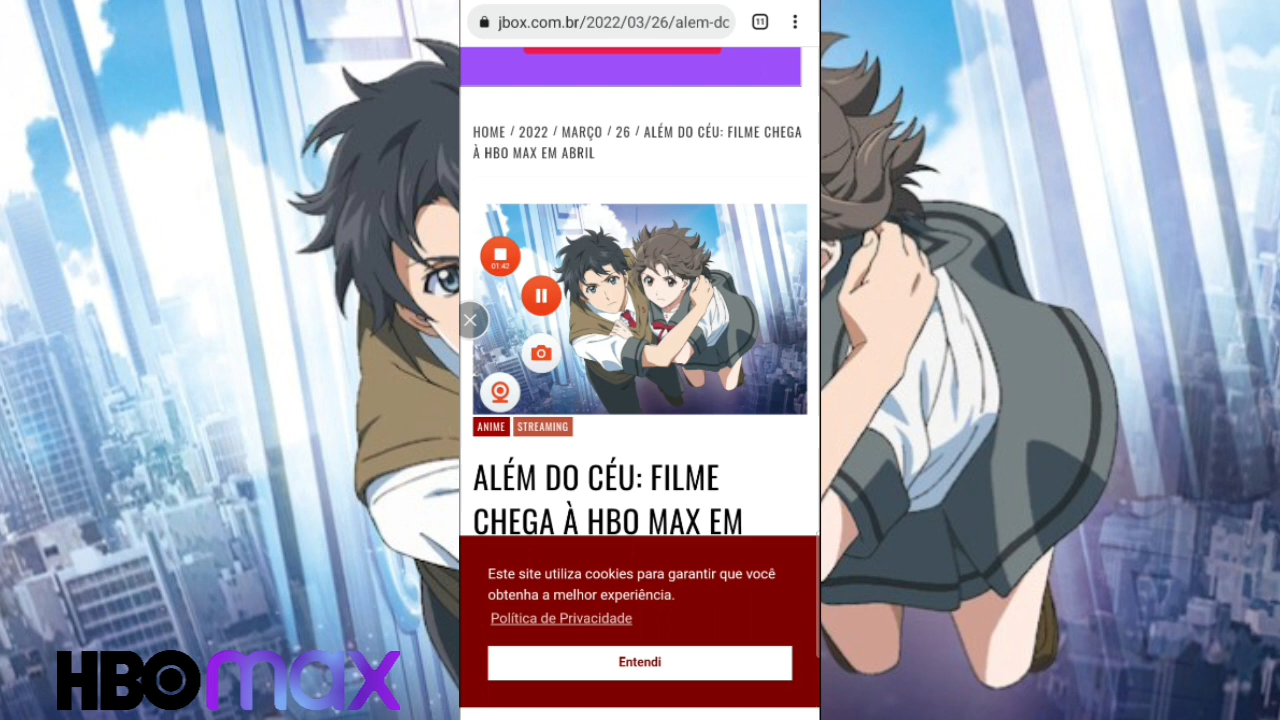 jbox.com.br/2022/03/26/alem-dc
11
HOME / 2022 / MARÇO / 26 / ALÉM DO CÉU: FILME CHEGA
À HBO MAX EM ABRIL
01:42
ANIME STREAMING
ALÉM DO CÉU: FILME
CHEGA À HBO MAX EM
Este site utiliza cookies para garantir que você
obtenha a melhor experiência.
Política de Privacidade
Entendi
HBOmax